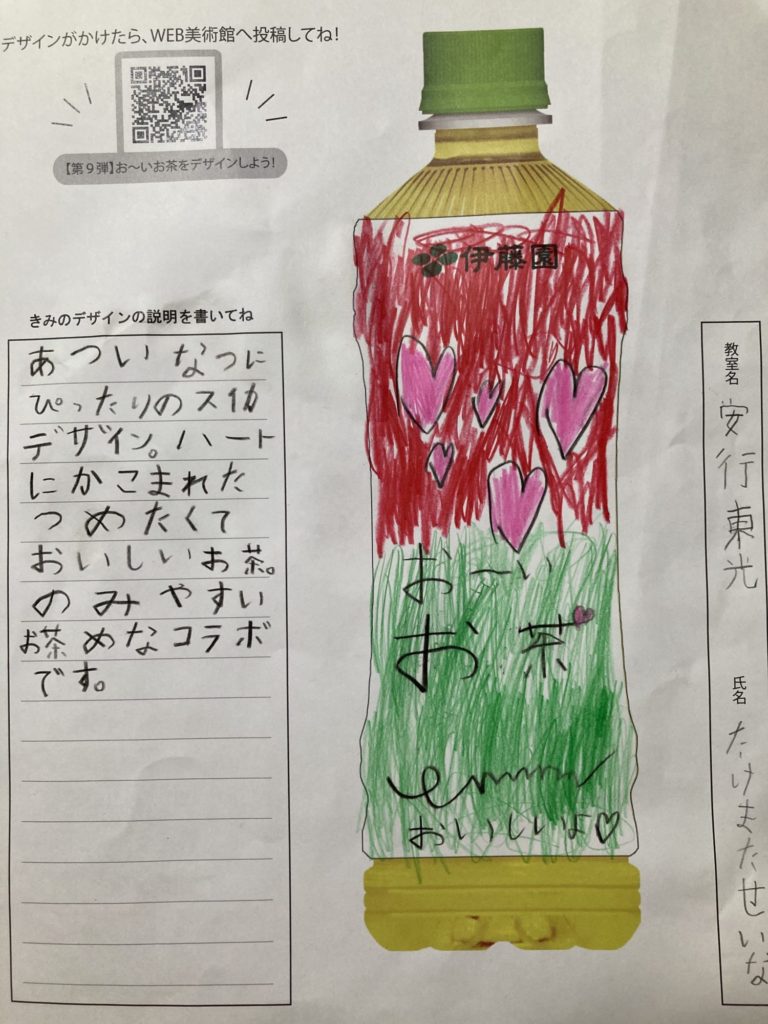 デザインがかけたら、WEB美術館へ投稿してね!
【第9弾】お〜いお茶をデザインしよう!
きみのデザインの説明を書いてね
あついなつに
ぴったりのスイカ
デザイン。ハート
にかこまれた
つめたくて
おいしいお茶。
のみやすい
お茶めなコラボ
です。
伊藤園
お〜い
お茶
おいしいよ♡
教室名
安行東光
氏名
たけまたせいな